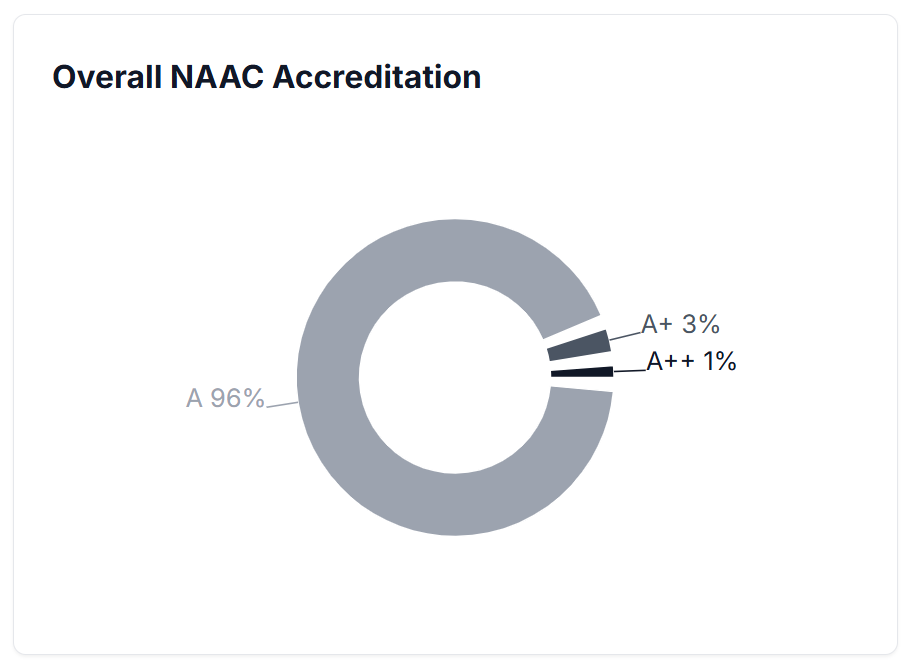 Overall NAAC Accreditation
A+ 3%
A++ 1%
A 96%